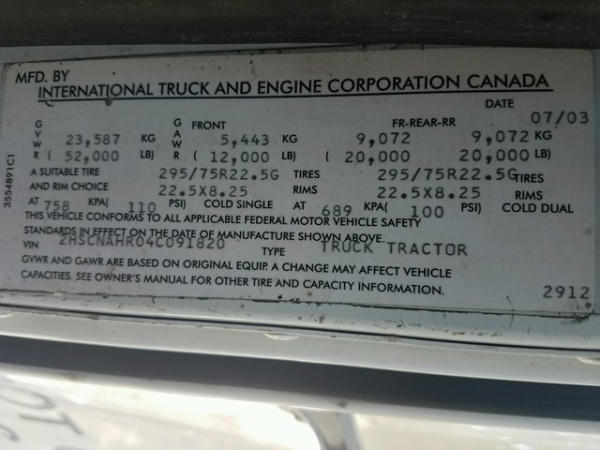 MFD. BY
INTERNATIONAL TRUCK AND ENGINE CORPORATION CANADA
DATE 07/03
GVWR 23,587 KG GAWR FRONT 5,443 KG FR-REAR-RR 9,072 9,072 KG
( 52,000 LB) ( 12,000 LB) ( 20,000 20,000 LB)
A SUITABLE TIRE 295/75R22.5G TIRES 295/75R22.5G TIRES
AND RIM CHOICE 22.5X8.25 RIMS 22.5X8.25 RIMS
AT 758 KPA( 110 PSI) COLD SINGLE AT 689 KPA( 100 PSI) COLD DUAL
THIS VEHICLE CONFORMS TO ALL APPLICABLE FEDERAL MOTOR VEHICLE SAFETY
STANDARDS IN EFFECT ON THE DATE OF MANUFACTURE SHOWN ABOVE.
VIN 2HSCNAHR04C091820 TYPE TRUCK TRACTOR
GVWR AND GAWR ARE BASED ON ORIGINAL EQUIP. A CHANGE MAY AFFECT VEHICLE
CAPACITIES. SEE OWNER'S MANUAL FOR OTHER TIRE AND CAPACITY INFORMATION.
2912
3554891C1